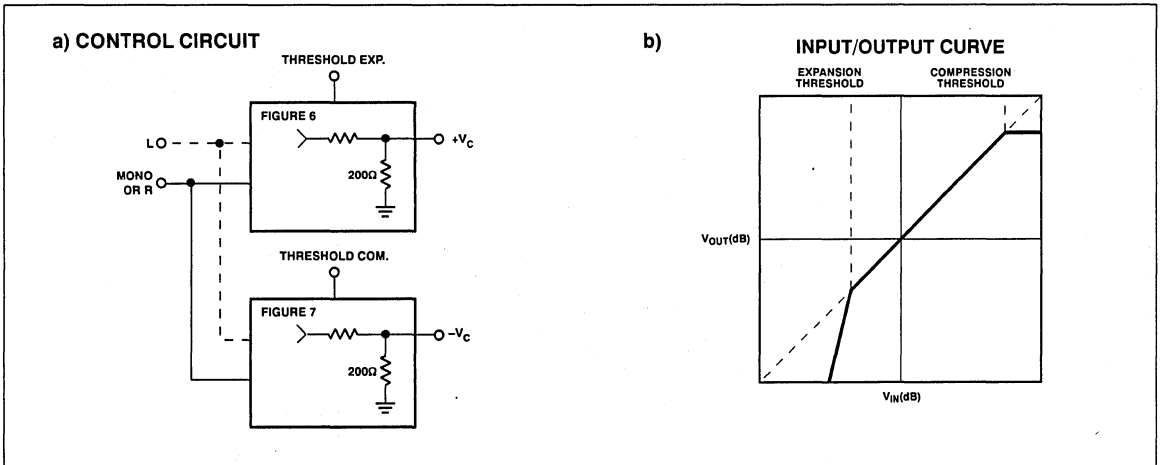 a) CONTROL CIRCUIT
THRESHOLD EXP.
FIGURE 6
L
+VC
MONO
OR R
200Ω
THRESHOLD COM.
FIGURE 7
−VC
200Ω
b)
INPUT/OUTPUT CURVE
EXPANSION
THRESHOLD
COMPRESSION
THRESHOLD
VOUT(dB)
VIN(dB)